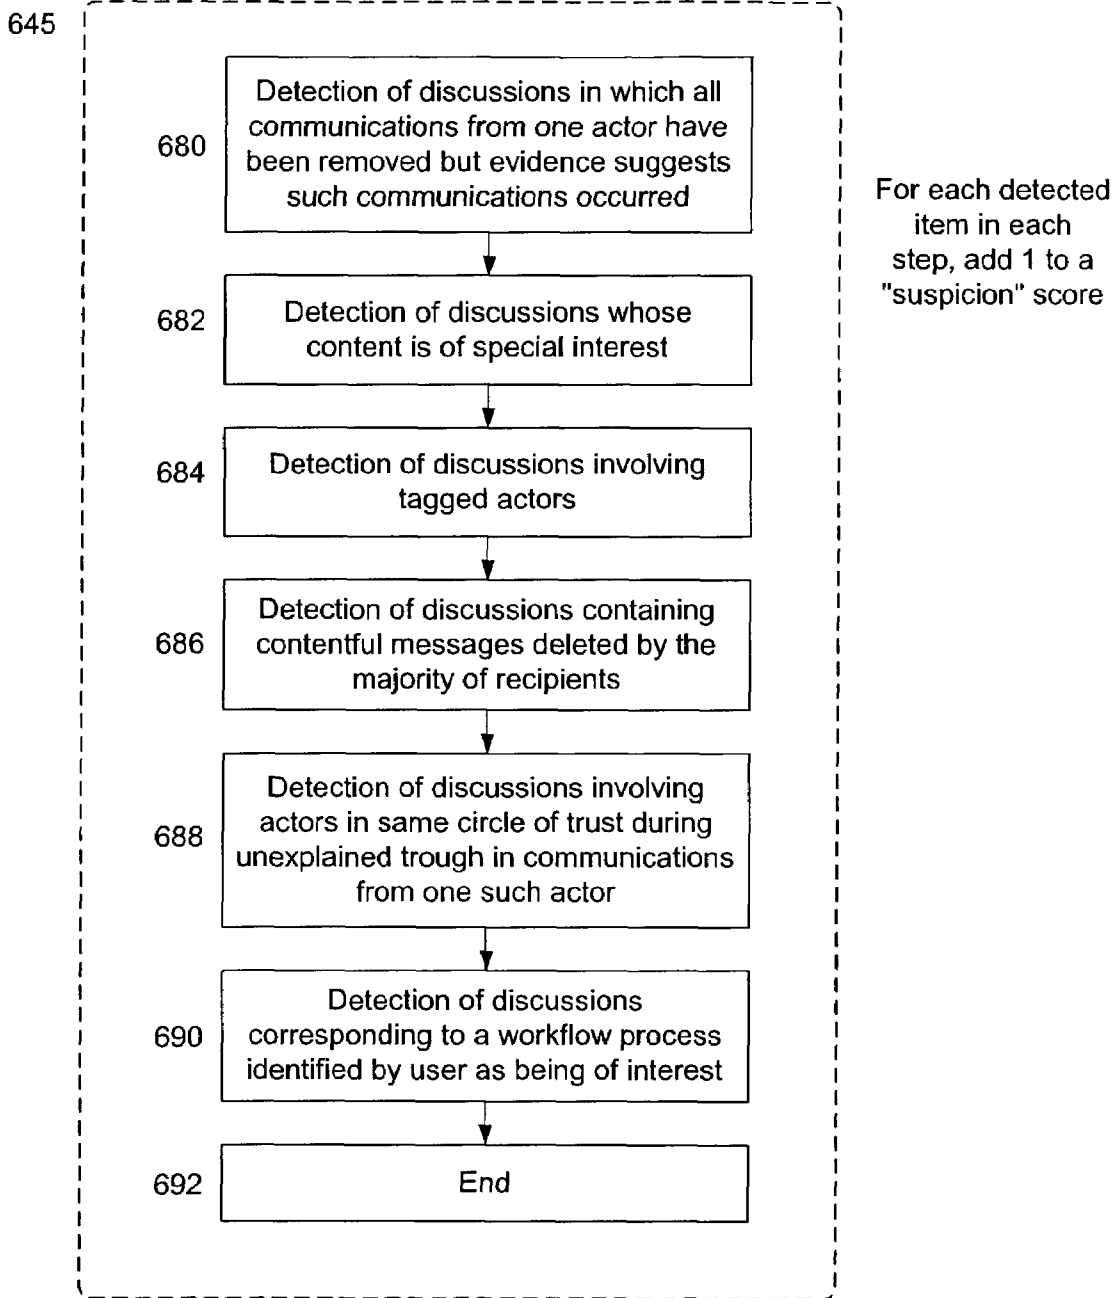 645
680
Detection of discussions in which all
communications from one actor have
been removed but evidence suggests
such communications occurred
For each detected
item in each
step, add 1 to a
"suspicion" score
682
Detection of discussions whose
content is of special interest
684
Detection of discussions involving
tagged actors
686
Detection of discussions containing
contentful messages deleted by the
majority of recipients
688
Detection of discussions involving
actors in same circle of trust during
unexplained trough in communications
from one such actor
690
Detection of discussions
corresponding to a workflow process
identified by user as being of interest
692
End